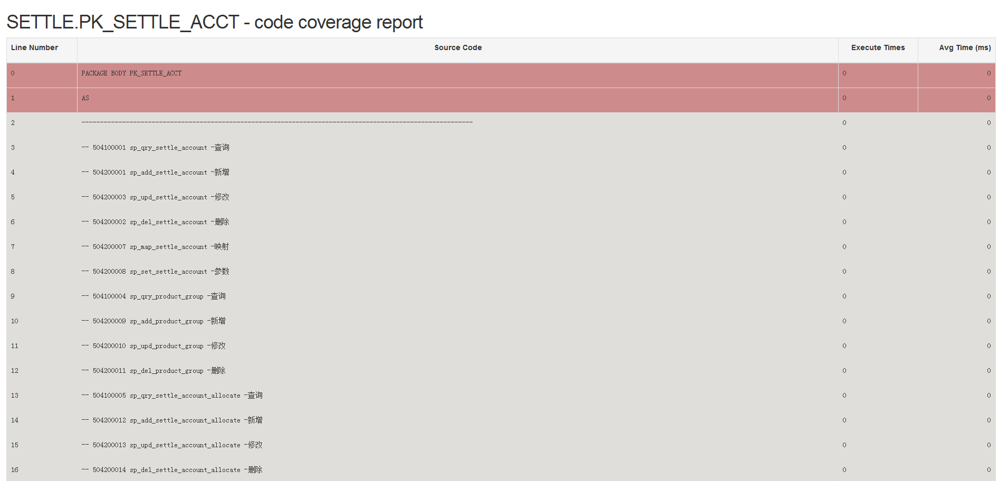 SETTLE.PK_SETTLE_ACCT - code coverage report
Line Number Source Code Execute Times Avg Time (ms)
0 PACKAGE BODY PK_SETTLE_ACCT 0 0
1 AS 0 0
2 ---------------------------------------------------------------------------------------------------------- 0 0
3 -- 504100001 sp_qry_settle_account -查询 0 0
4 -- 504200001 sp_add_settle_account -新增 0 0
5 -- 504200003 sp_upd_settle_account -修改 0 0
6 -- 504200002 sp_del_settle_account -删除 0 0
7 -- 504200007 sp_map_settle_account -映射 0 0
8 -- 504200008 sp_set_settle_account -参数 0 0
9 -- 504100004 sp_qry_product_group -查询 0 0
10 -- 504200009 sp_add_product_group -新增 0 0
11 -- 504200010 sp_upd_product_group -修改 0 0
12 -- 504200011 sp_del_product_group -删除 0 0
13 -- 504100005 sp_qry_settle_account_allocate -查询 0 0
14 -- 504200012 sp_add_settle_account_allocate -新增 0 0
15 -- 504200013 sp_upd_settle_account_allocate -修改 0 0
16 -- 504200014 sp_del_settle_account_allocate -删除 0 0